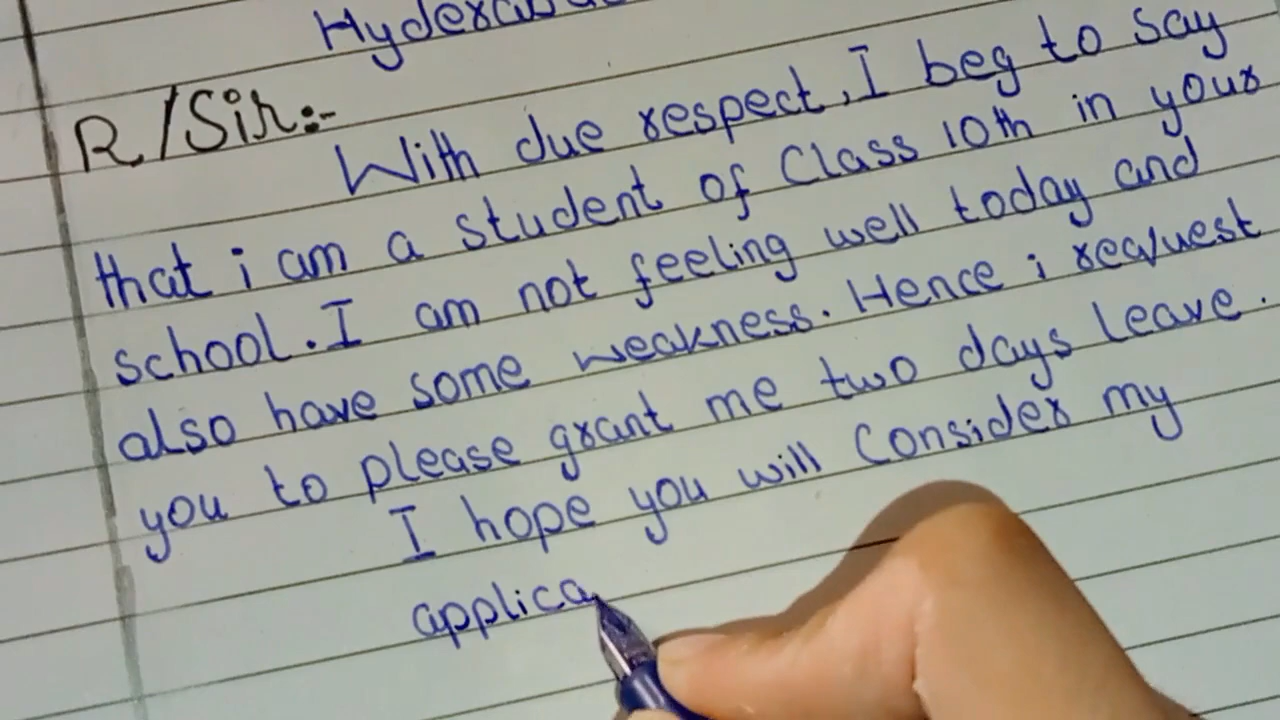 Hyderabad
R/Sir:-
With due respect, I beg to say
that i am a student of Class 10th in your
school. I am not feeling well today and
also have some weakness. Hence i request
you to please grant me two days leave.
I hope you will Consider my
applica